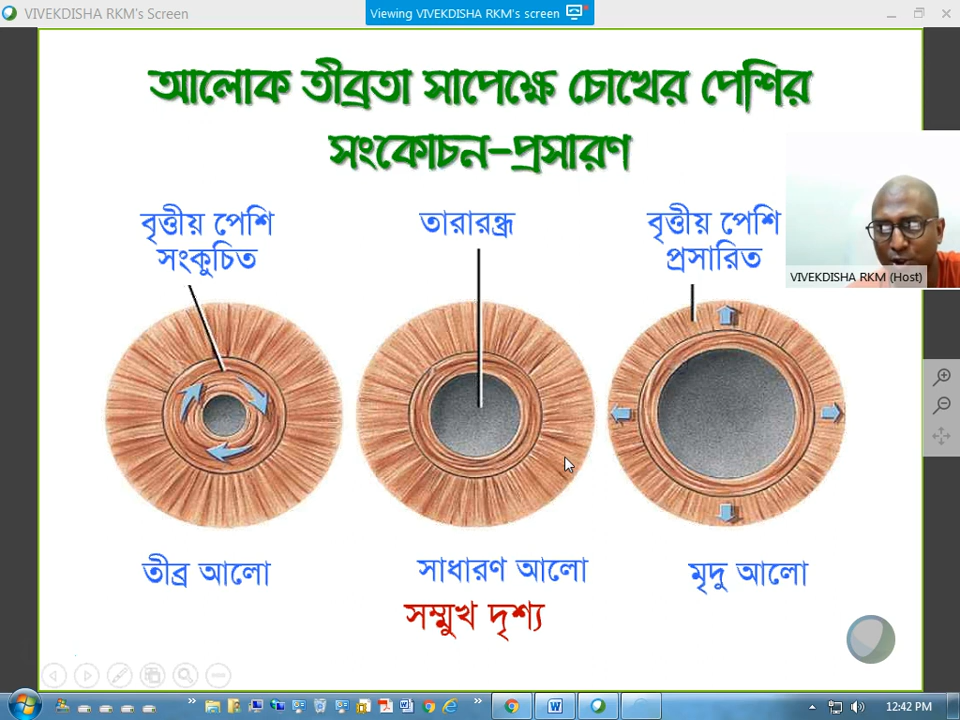 VIVEKDISHA RKM's Screen
Viewing VIVEKDISHA RKM's screen
আলোক তীব্রতা সাপেক্ষে চোখের পেশির
সংকোচন-প্রসারণ
বৃত্তীয় পেশি
সংকুচিত
তারারন্ধ্র
বৃত্তীয় পেশি
প্রসারিত
VIVEKDISHA RKM (Host)
তীব্র আলো
সাধারণ আলো
মৃদু আলো
সম্মুখ দৃশ্য
12:42 PM